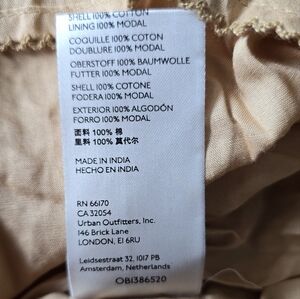 SHELL 100% COTTON
LINING 100% MODAL
COQUILLE 100% COTON
DOUBLURE 100% MODAL
OBERSTOFF 100% BAUMWOLLE
FUTTER 100% MODAL
SHELL 100% COTONE
FODERA 100% MODAL
EXTERIOR 100% ALGODÓN
FORRO 100% MODAL
面料 100% 棉
里料 100% 莫代尔
MADE IN INDIA
HECHO EN INDIA
RN 66170
CA 32054
Urban Outfitters, Inc.
146 Brick Lane
LONDON, E1 6RU
Leidsestraat 32, 1017 PB
Amsterdam, Netherlands
OB1386520